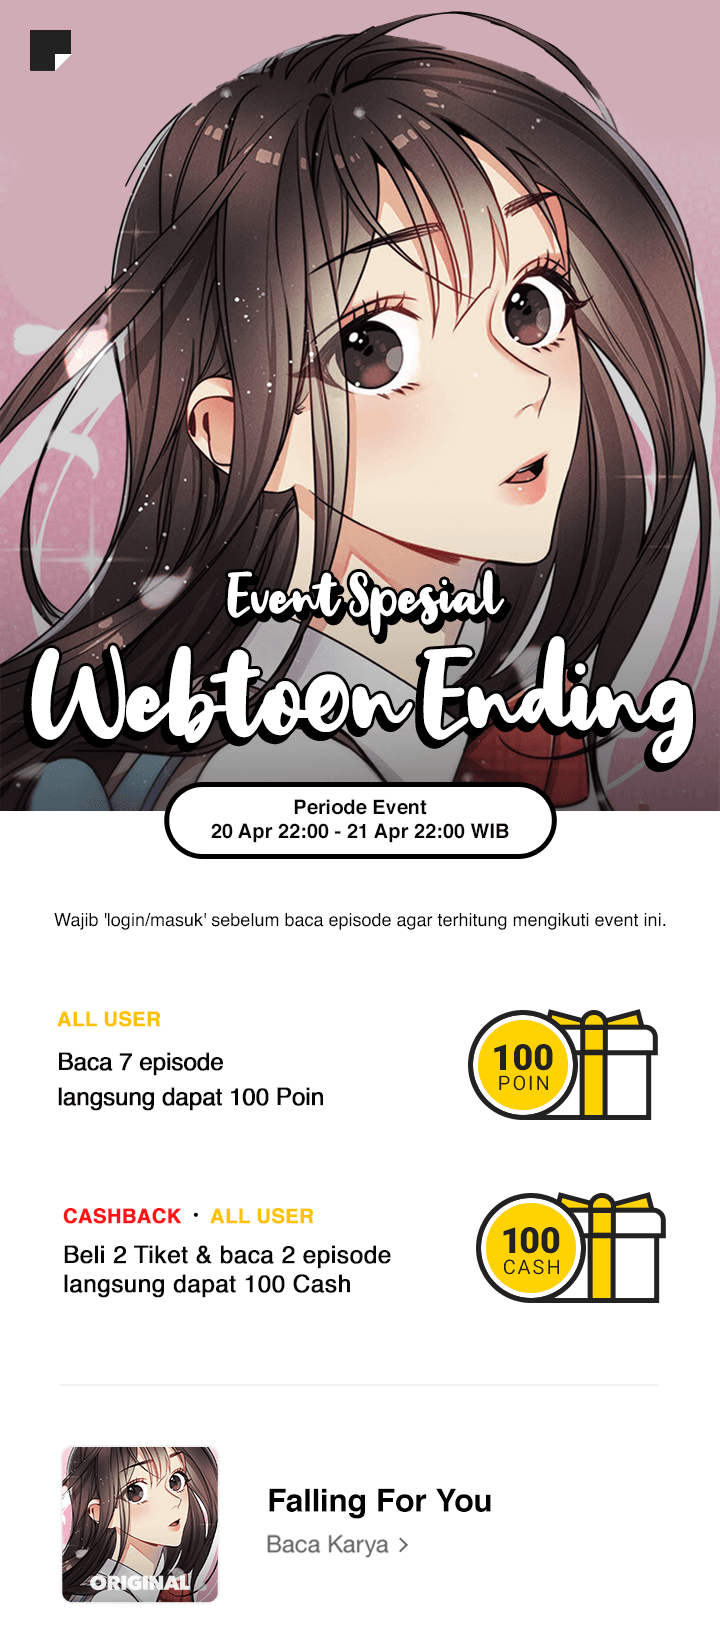 Event Spesial
Webtoon Ending
Periode Event
20 Apr 22:00 - 21 Apr 22:00 WIB
Wajib 'login/masuk' sebelum baca episode agar terhitung mengikuti event ini.
ALL USER
Baca 7 episode
langsung dapat 100 Poin
100
POIN
CASHBACK · ALL USER
Beli 2 Tiket & baca 2 episode
langsung dapat 100 Cash
100
CASH
ORIGINAL
Falling For You
Baca Karya >